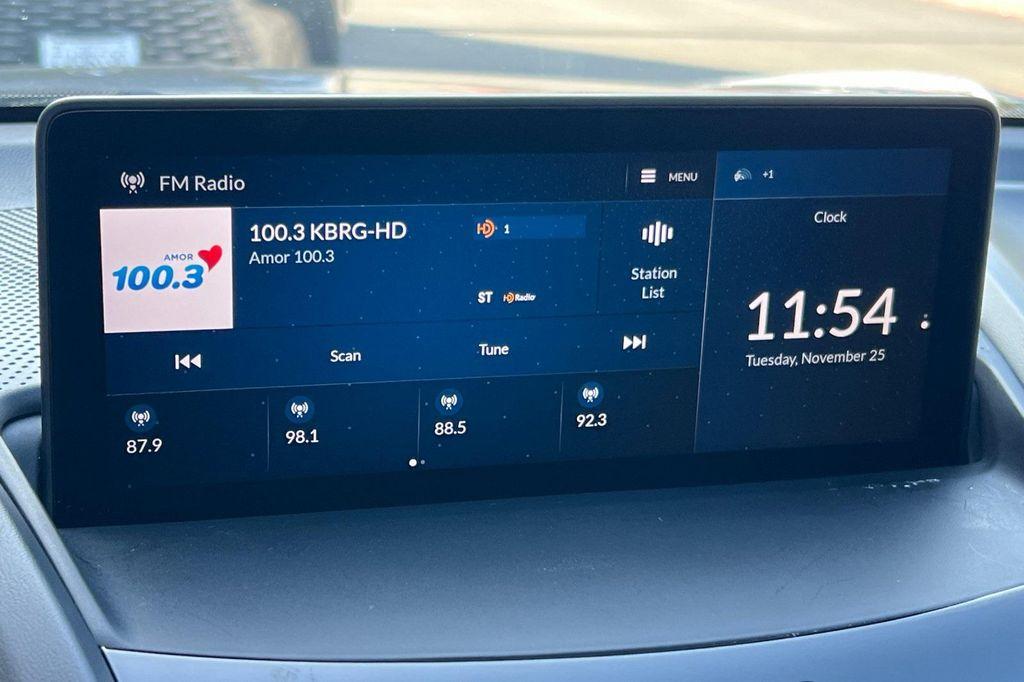 FM Radio
MENU
+1
AMOR
100.3
100.3 KBRG-HD
Amor 100.3
HD 1
ST HD Radio
Station
List
Clock
11:54
Tuesday, November 25
Scan
Tune
87.9
98.1
88.5
92.3